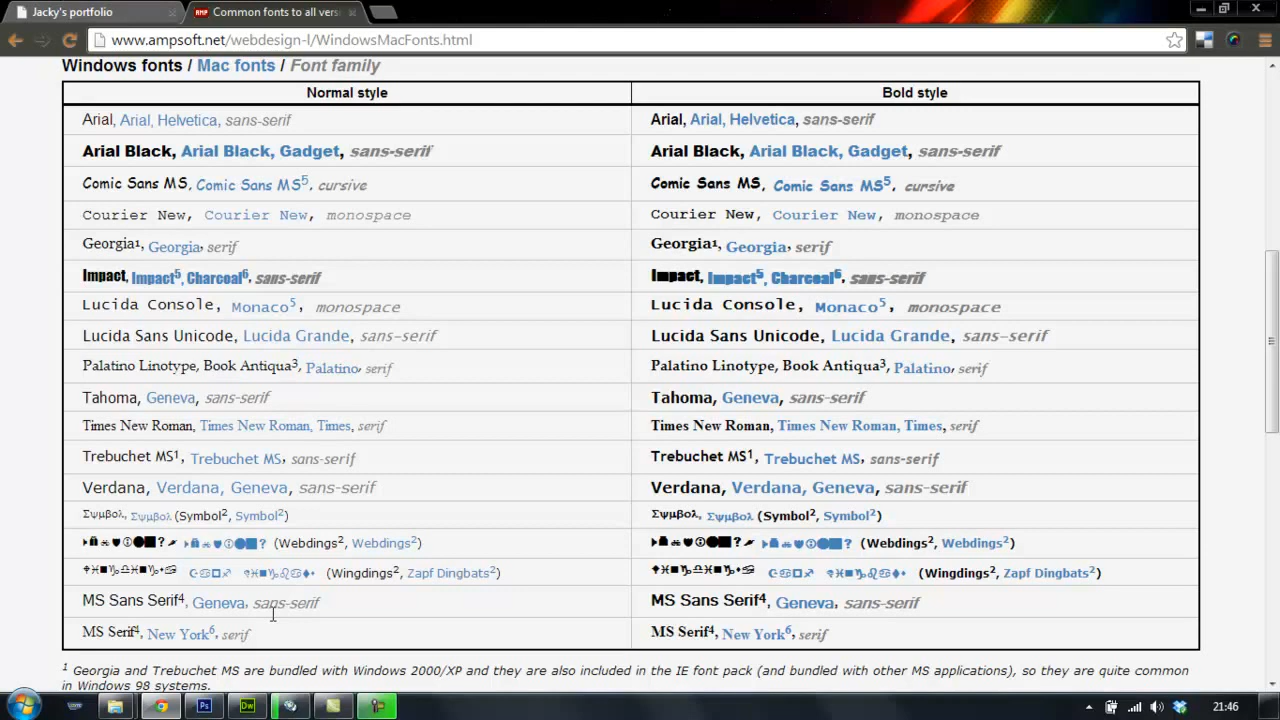 Jacky's portfolio
Common fonts to all vers
www.ampsoft.net/webdesign-l/WindowsMacFonts.html
Windows fonts / Mac fonts / Font family
Normal style Bold style
Arial, Arial, Helvetica, sans-serif Arial, Arial, Helvetica, sans-serif
Arial Black, Arial Black, Gadget, sans-serif Arial Black, Arial Black, Gadget, sans-serif
Comic Sans MS, Comic Sans MS5, cursive Comic Sans MS, Comic Sans MS5, cursive
Courier New, Courier New, monospace Courier New, Courier New, monospace
Georgia1, Georgia, serif Georgia1, Georgia, serif
Impact, Impact5, Charcoal6, sans-serif Impact, Impact5, Charcoal6, sans-serif
Lucida Console, Monaco5, monospace Lucida Console, Monaco5, monospace
Lucida Sans Unicode, Lucida Grande, sans-serif Lucida Sans Unicode, Lucida Grande, sans-serif
Palatino Linotype, Book Antiqua3, Palatino, serif Palatino Linotype, Book Antiqua3, Palatino, serif
Tahoma, Geneva, sans-serif Tahoma, Geneva, sans-serif
Times New Roman, Times New Roman, Times, serif Times New Roman, Times New Roman, Times, serif
Trebuchet MS1, Trebuchet MS, sans-serif Trebuchet MS1, Trebuchet MS, sans-serif
Verdana, Verdana, Geneva, sans-serif Verdana, Verdana, Geneva, sans-serif
Σψμβολ, Σψμβολ (Symbol2, Symbol2) Σψμβολ, Σψμβολ (Symbol2, Symbol2)
(Webdings2, Webdings2) (Webdings2, Webdings2)
(Wingdings2, Zapf Dingbats2) (Wingdings2, Zapf Dingbats2)
MS Sans Serif4, Geneva, sans-serif MS Sans Serif4, Geneva, sans-serif
MS Serif4, New York6, serif MS Serif4, New York6, serif
1 Georgia and Trebuchet MS are bundled with Windows 2000/XP and they are also included in the IE font pack (and bundled with other MS applications), so they are quite common
in Windows 98 systems.
21:46